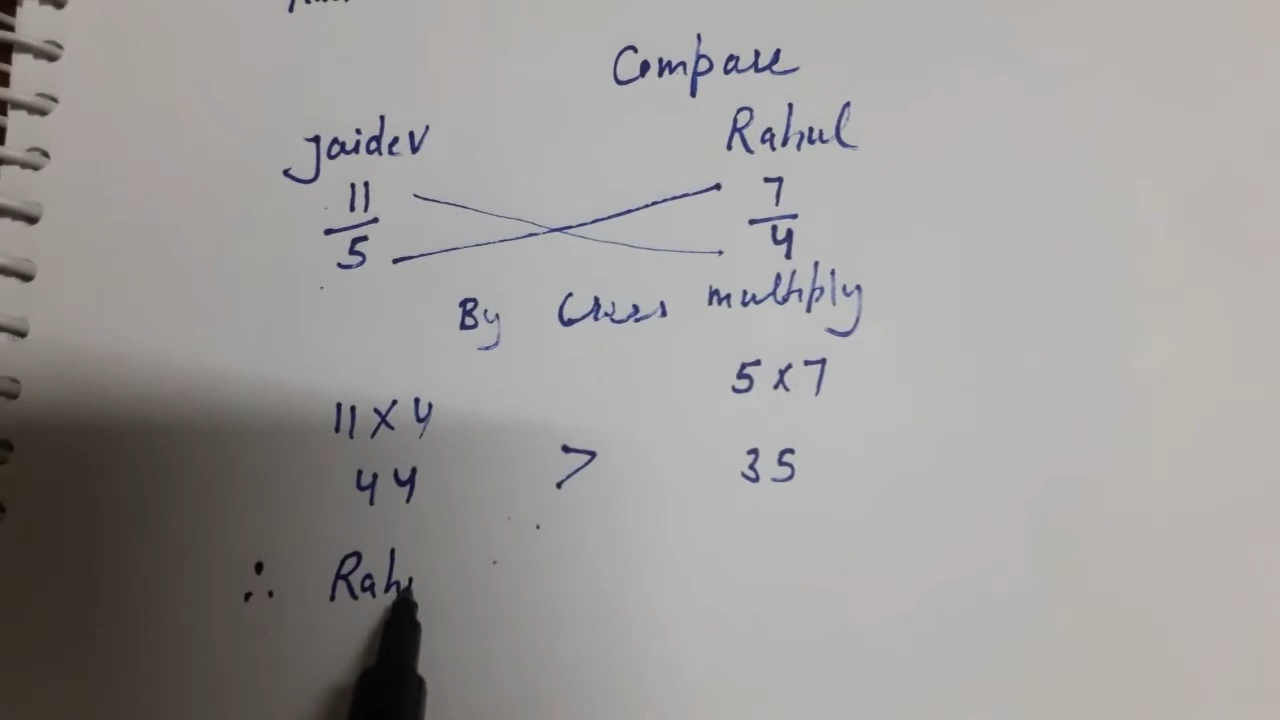 Compare
Jaidev Rahul
11/5 7/4
By Cross multiply
11 × 4 5 × 7
44 > 35
∴ Rah